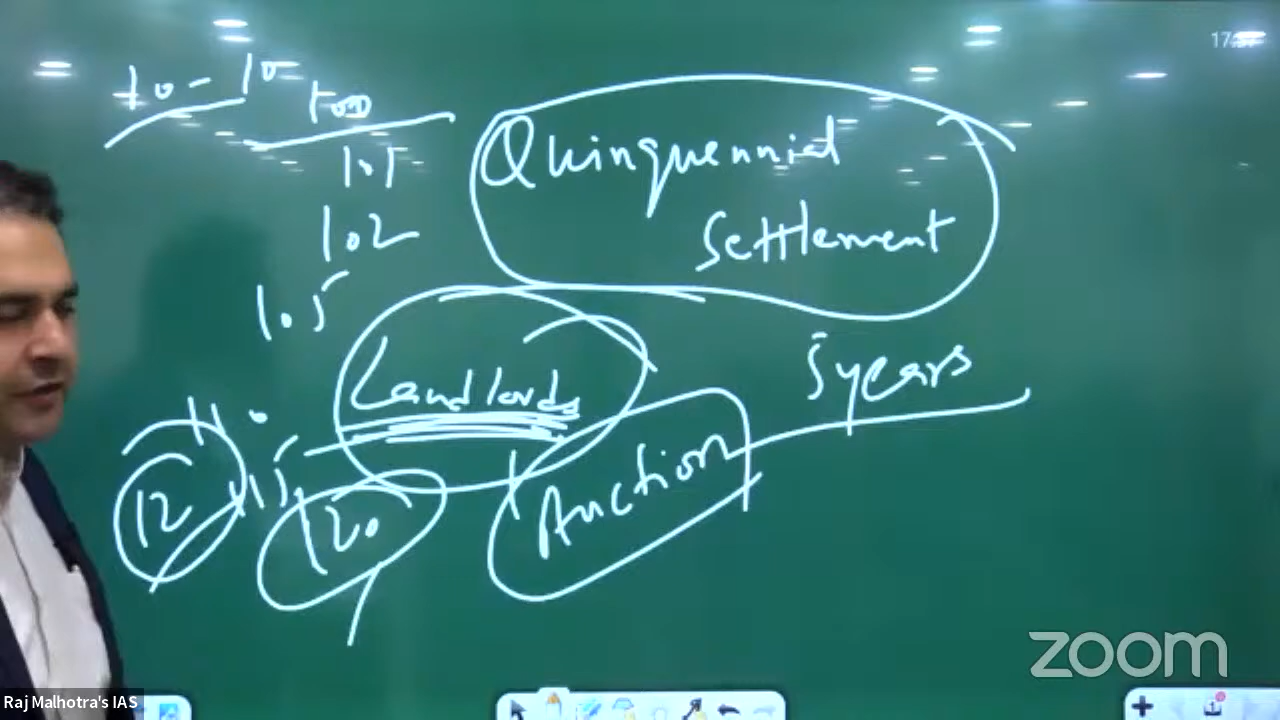 10 - 10
100
101
Quinquennial
102
Settlement
105
Landlords
5 years
110
115
Auction
12
120
zoom
Raj Malhotra's IAS